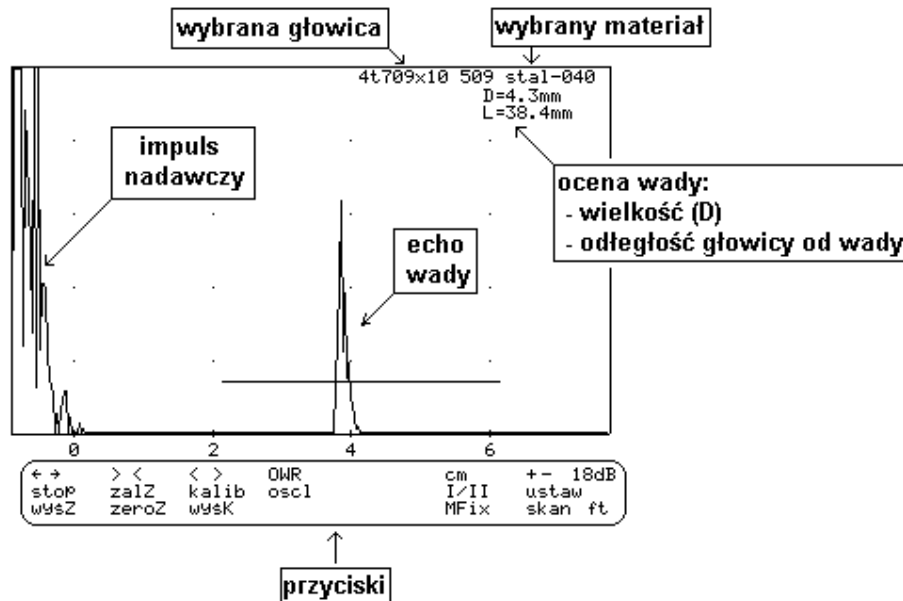 wybrana głowica
wybrany materiał
4t709x10 509 stal-040
D=4.3mm
L=38.4mm
impuls
nadawczy
ocena wady:
- wielkość (D)
- odłegłość głowicy od wady
echo
wady
0 2 4 6
←→ > < < > OWR cm +- 18dB
stop zalZ kalib oscl I/II ustaw
wysZ zeroZ wysK MFix skan ft
przyciski